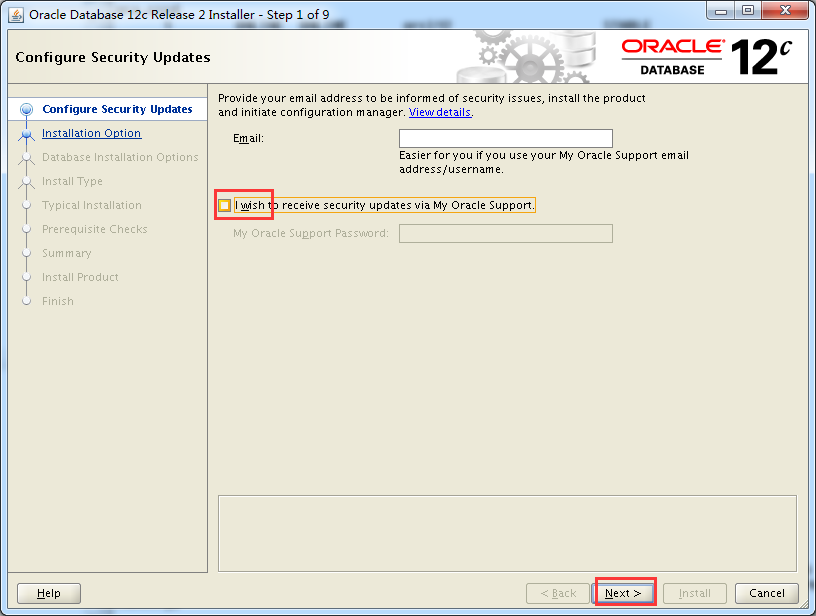 Oracle Database 12c Release 2 Installer - Step 1 of 9
Configure Security Updates
ORACLE®
DATABASE
12c
Configure Security Updates
Installation Option
Database Installation Options
Install Type
Typical Installation
Prerequisite Checks
Summary
Install Product
Finish
Provide your email address to be informed of security issues, install the product
and initiate configuration manager. View details.
Email:
Easier for you if you use your My Oracle Support email
address/username.
I wish to receive security updates via My Oracle Support.
My Oracle Support Password:
Help
< Back
Next >
Install
Cancel